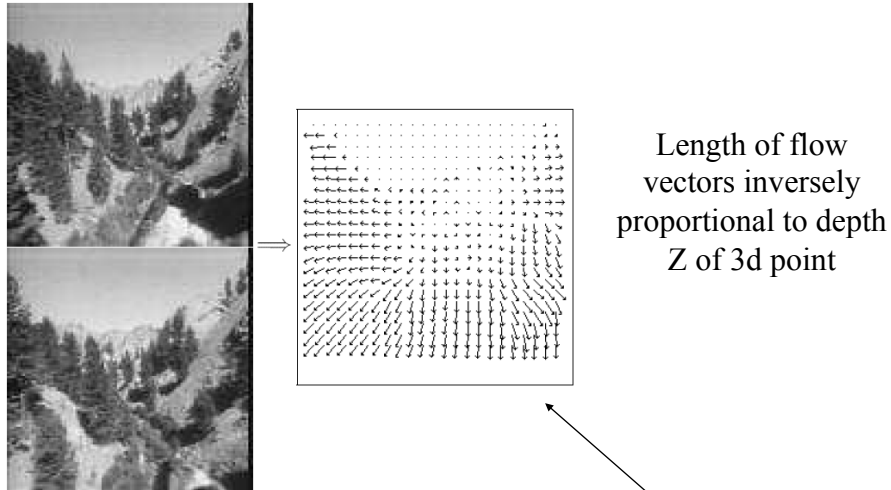 Length of flow
vectors inversely
proportional to depth
Z of 3d point